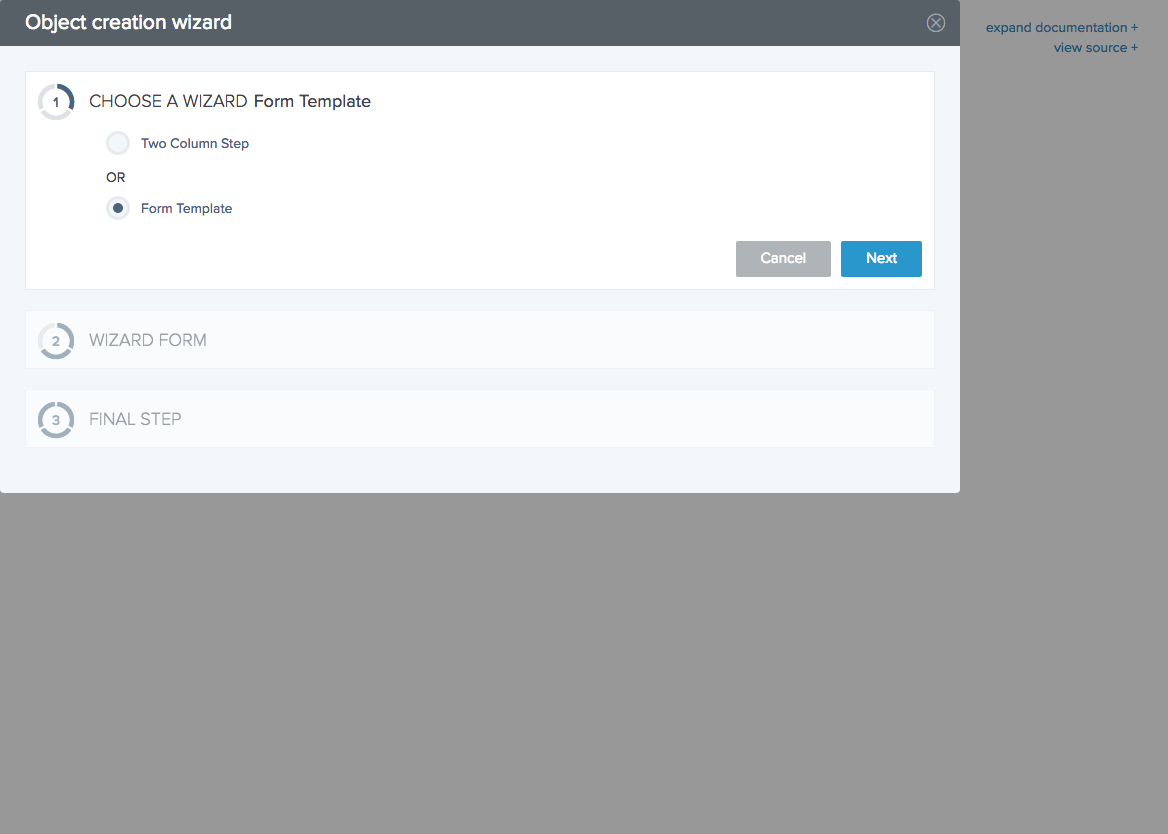 Object creation wizard
expand documentation +
view source +
1 CHOOSE A WIZARD Form Template
Two Column Step
OR
Form Template
Cancel Next
2 WIZARD FORM
3 FINAL STEP